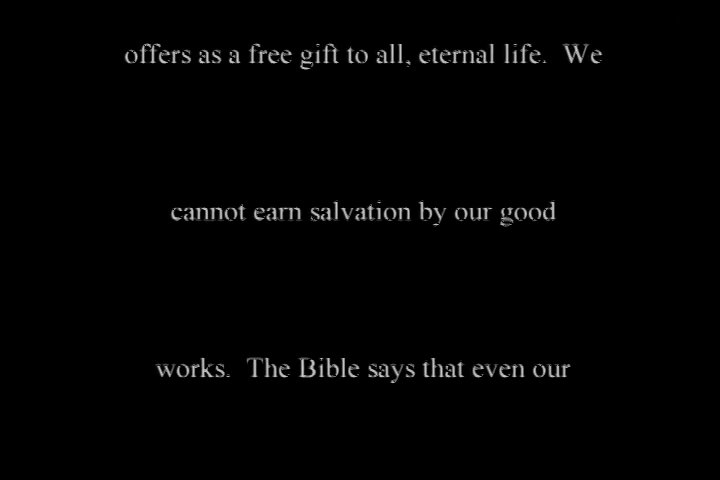 offers as a free gift to all, eternal life.  We
cannot earn salvation by our good
works.  The Bible says that even our